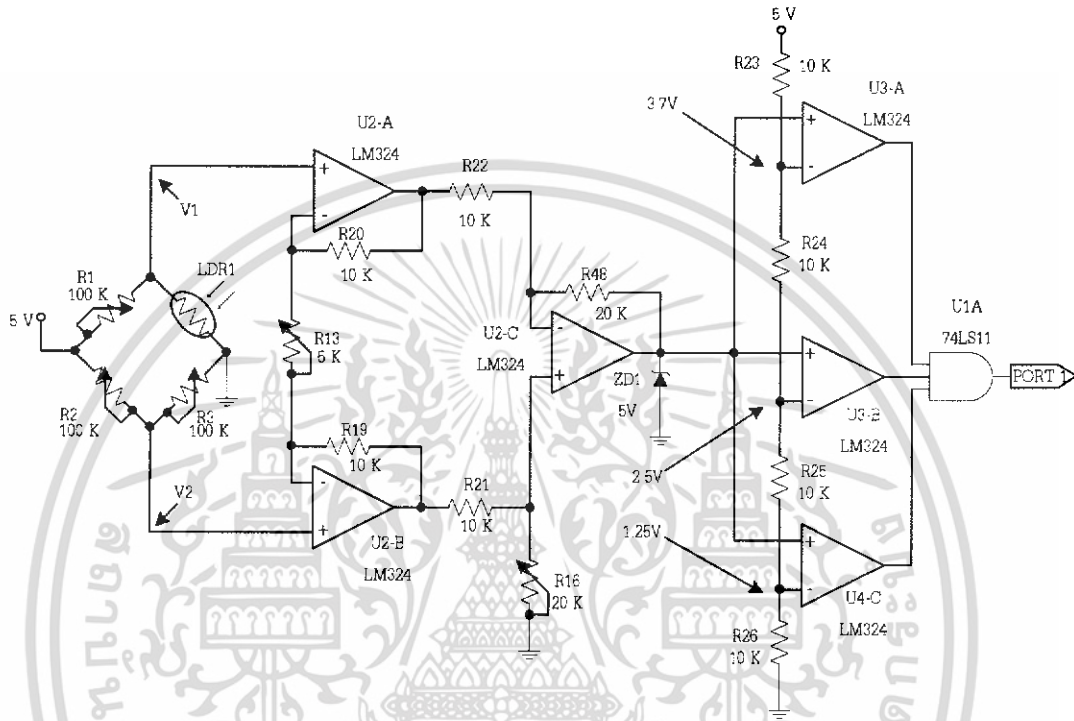 5 V
R23
10 K
U3-A
LM324
3.7V
U2-A
LM324
R22
10 K
V1
R20
10 K
R24
10 K
R1
100 K
LDR1
5 V
R48
20 K
U1A
74LS11
U2-C
LM324
R13
5 K
PORT 1
ZD1
5V
R2
100 K
R3
100 K
U3-B
LM324
R19
10 K
2.5V
R25
10 K
R21
10 K
V2
1.25V
U2-B
LM324
R16
20 K
U4-C
LM324
R26
10 K